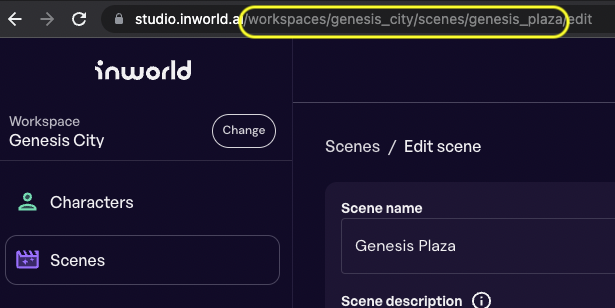 studio.inworld.ai/workspaces/genesis_city/scenes/genesis_plaza/edit
inworld
Workspace
Genesis City
Change
Scenes / Edit scene
Characters
Scene name
Genesis Plaza
Scenes
Scene description